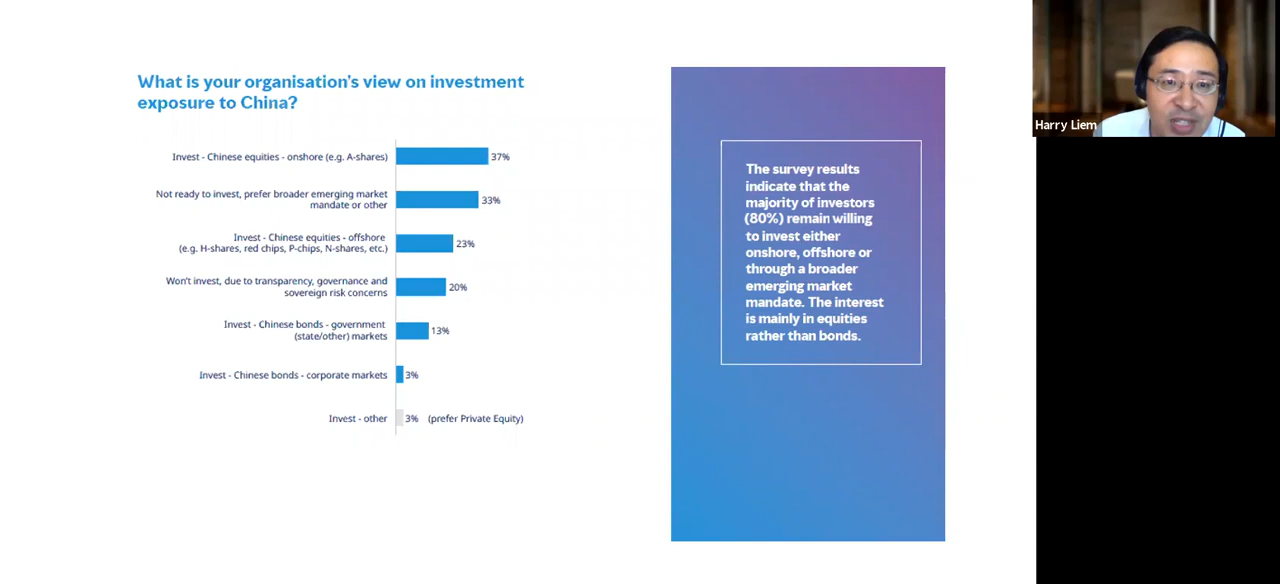 What is your organisation's view on investment
exposure to China?
Invest - Chinese equities - onshore (e.g. A-shares)
37%
Not ready to invest, prefer broader emerging market
mandate or other
33%
Invest - Chinese equities - offshore
(e.g. H-shares, red chips, P-chips, N-shares, etc.)
23%
Won't invest, due to transparency, governance and
sovereign risk concerns
20%
Invest - Chinese bonds - government
(state/other) markets
13%
Invest - Chinese bonds - corporate markets
3%
Invest - other
3% (prefer Private Equity)
The survey results
indicate that the
majority of investors
(80%) remain willing
to invest either
onshore, offshore or
through a broader
emerging market
mandate. The interest
is mainly in equities
rather than bonds.
Harry Liem